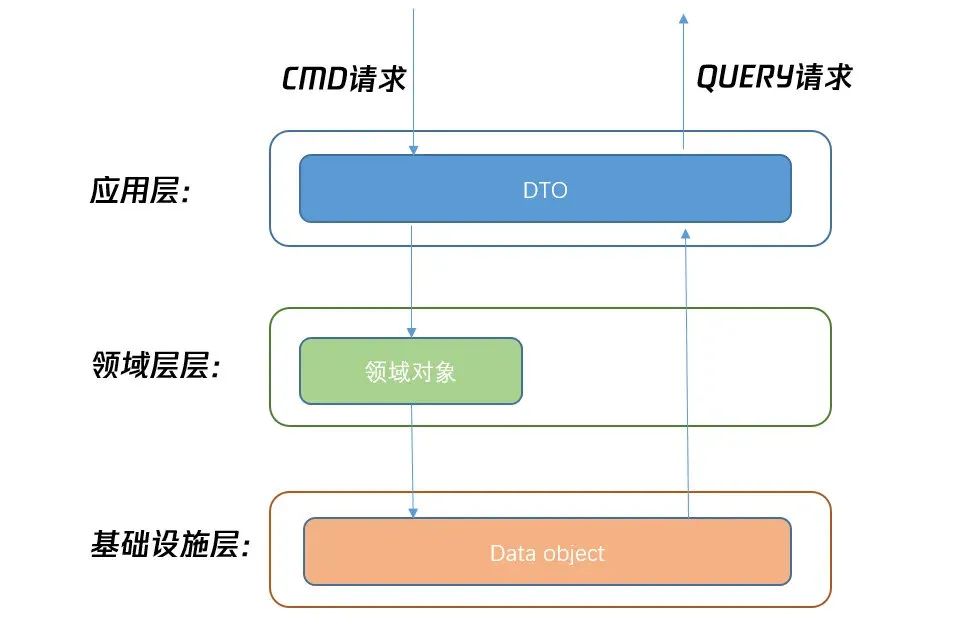 CMD请求
QUERY请求
应用层:
DTO
领域层层:
领域对象
基础设施层:
Data object